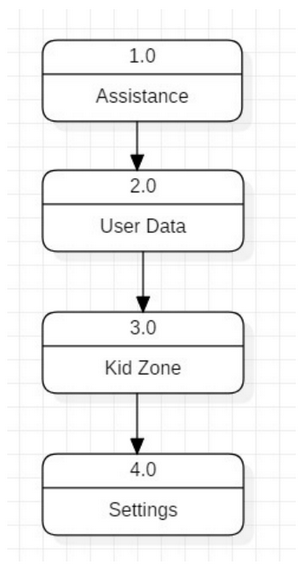 1.0
Assistance
2.0
User Data
3.0
Kid Zone
4.0
Settings